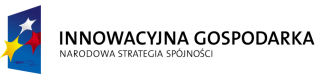 INNOWACYJNA GOSPODARKA
NARODOWA STRATEGIA SPÓJNOŚCI